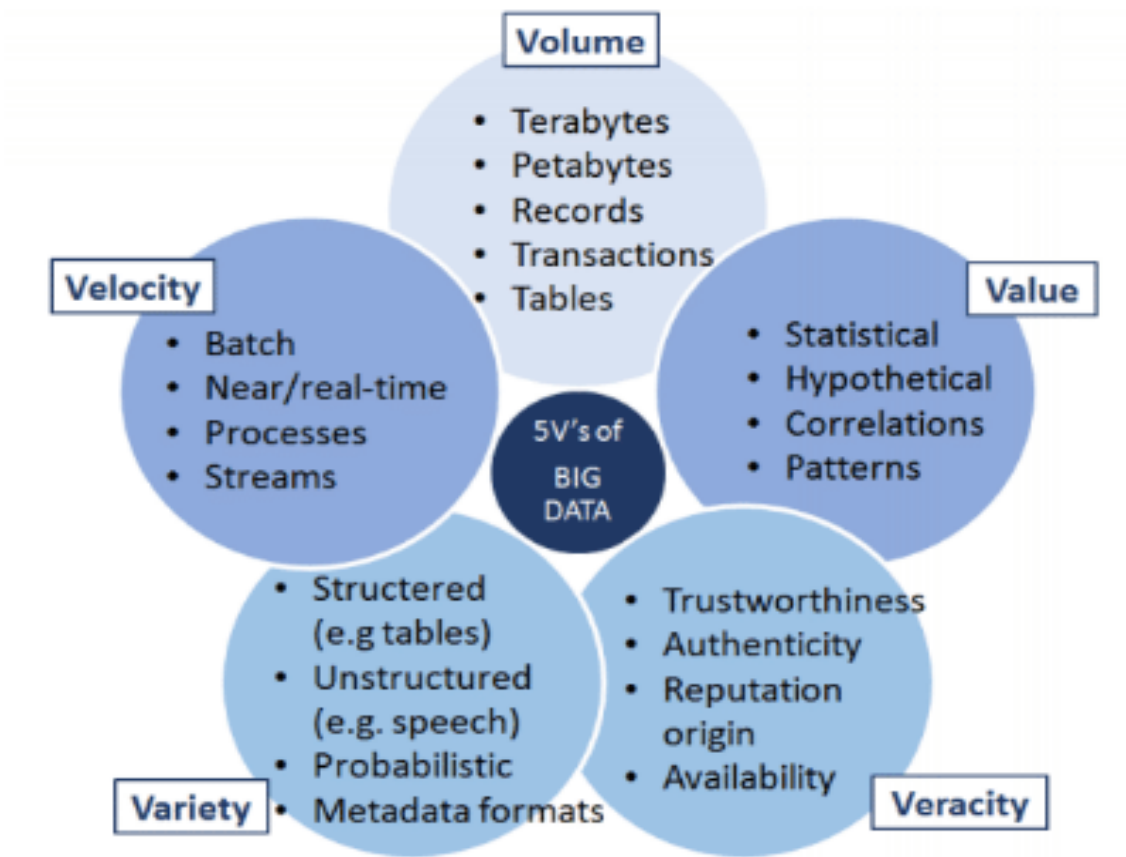 Volume
• Terabytes
• Petabytes
• Records
• Transactions
• Tables
Velocity
• Batch
• Near/real-time
• Processes
• Streams
Value
• Statistical
• Hypothetical
• Correlations
• Patterns
5V's of
BIG
DATA
• Structered
(e.g tables)
• Unstructured
(e.g. speech)
• Probabilistic
• Metadata formats
Variety
• Trustworthiness
• Authenticity
• Reputation
origin
• Availability
Veracity